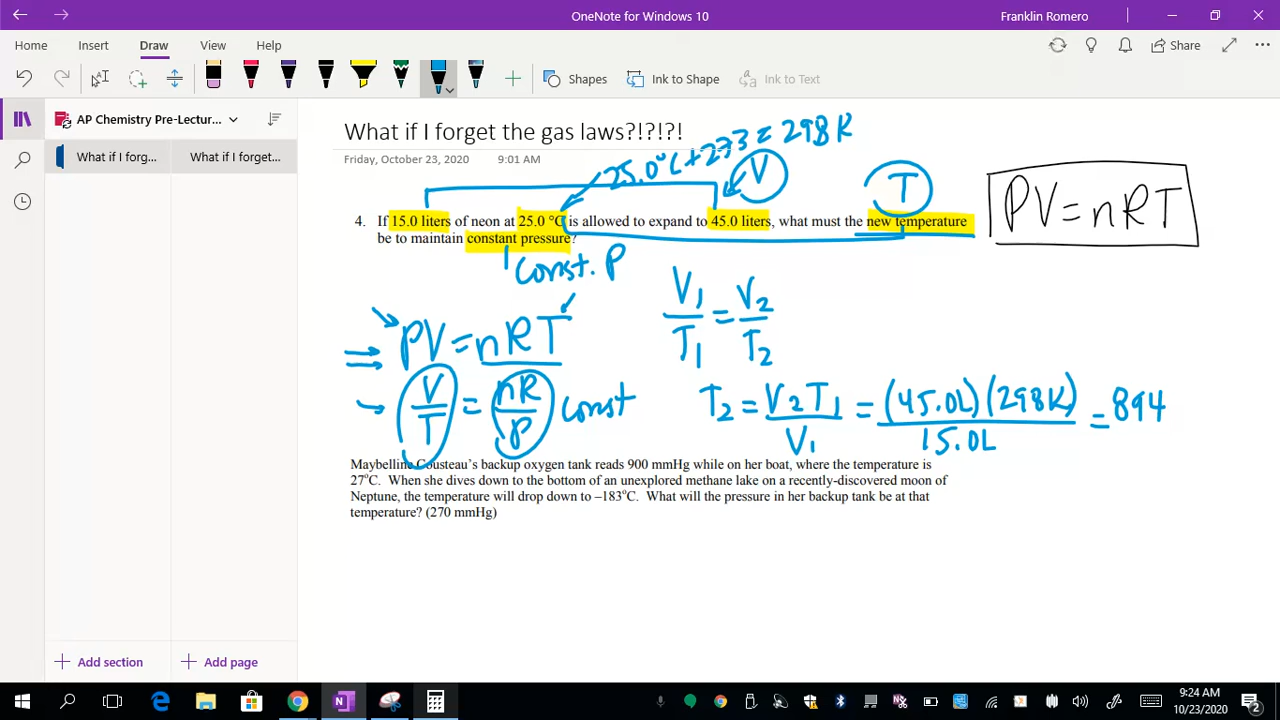 OneNote for Windows 10
Franklin Romero
Home Insert Draw View Help
Share
Shapes
Ink to Shape
Ink to Text
AP Chemistry Pre-Lectur...
What if I forg...
What if I forget...
What if I forget the gas laws?!?!?!
Friday, October 23, 2020 9:01 AM
25.0°C + 273 = 298 K
V
T
PV = nRT
4. If 15.0 liters of neon at 25.0 °C is allowed to expand to 45.0 liters, what must the new temperature
be to maintain constant pressure?
const. P
PV = nRT
V/T = nR/P const
V1/T1 = V2/T2
T2 = V2T1/V1 = (45.0L)(298K)/15.0L = 894
Maybelline Cousteau's backup oxygen tank reads 900 mmHg while on her boat, where the temperature is
27°C. When she dives down to the bottom of an unexplored methane lake on a recently-discovered moon of
Neptune, the temperature will drop down to –183°C. What will the pressure in her backup tank be at that
temperature? (270 mmHg)
Add section
Add page
9:24 AM
10/23/2020
2